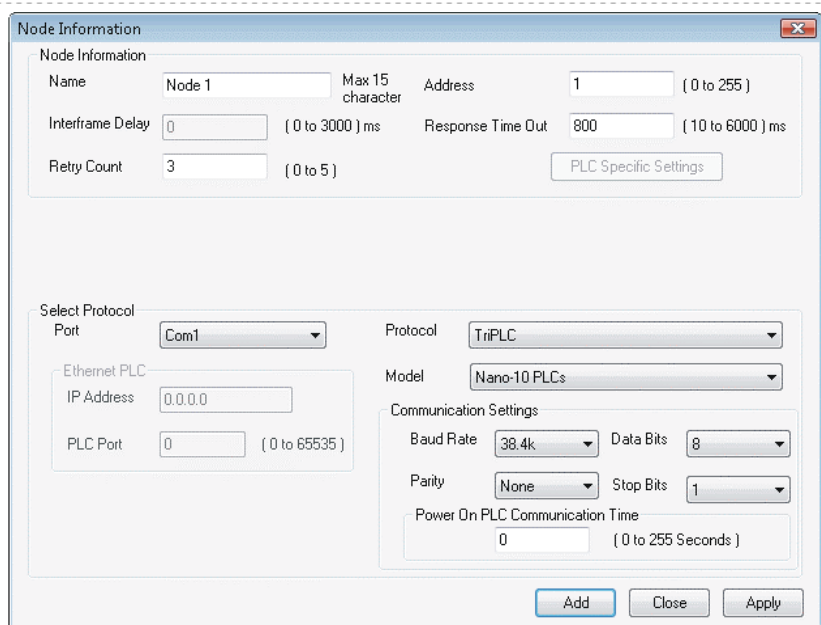 Node Information
Node Information
Name Node 1 Max 15 character Address 1 ( 0 to 255 )
Interframe Delay 0 ( 0 to 3000 ) ms Response Time Out 800 ( 10 to 6000 ) ms
Retry Count 3 ( 0 to 5 ) PLC Specific Settings
Select Protocol
Port Com1 Protocol TriPLC
Ethernet PLC
Model Nano-10 PLCs
IP Address 0.0.0.0
Communication Settings
PLC Port 0 ( 0 to 65535 )
Baud Rate 38.4k Data Bits 8
Parity None Stop Bits 1
Power On PLC Communication Time
0 ( 0 to 255 Seconds )
Add Close Apply